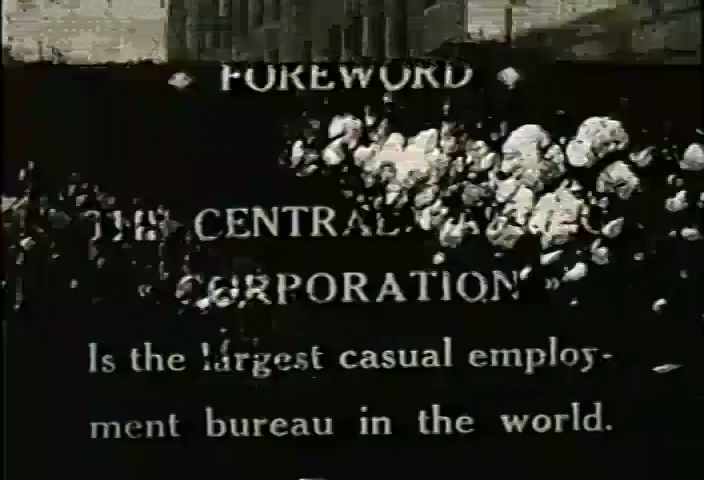 FOREWORD
THE CENTRAL
"CORPORATION"
Is the largest casual employ-
ment bureau in the world.